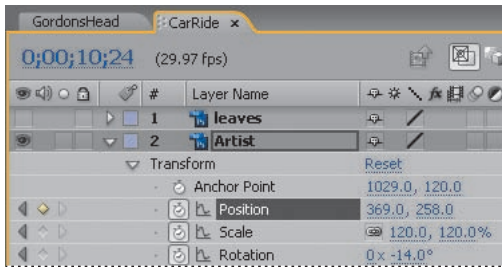 GordonsHead CarRide ×
0;00;10;24 (29.97 fps)
# Layer Name
1 leaves
2 Artist
Transform Reset
Anchor Point 1029.0, 120.0
Position 369.0, 258.0
Scale 120.0, 120.0%
Rotation 0 x -14.0°